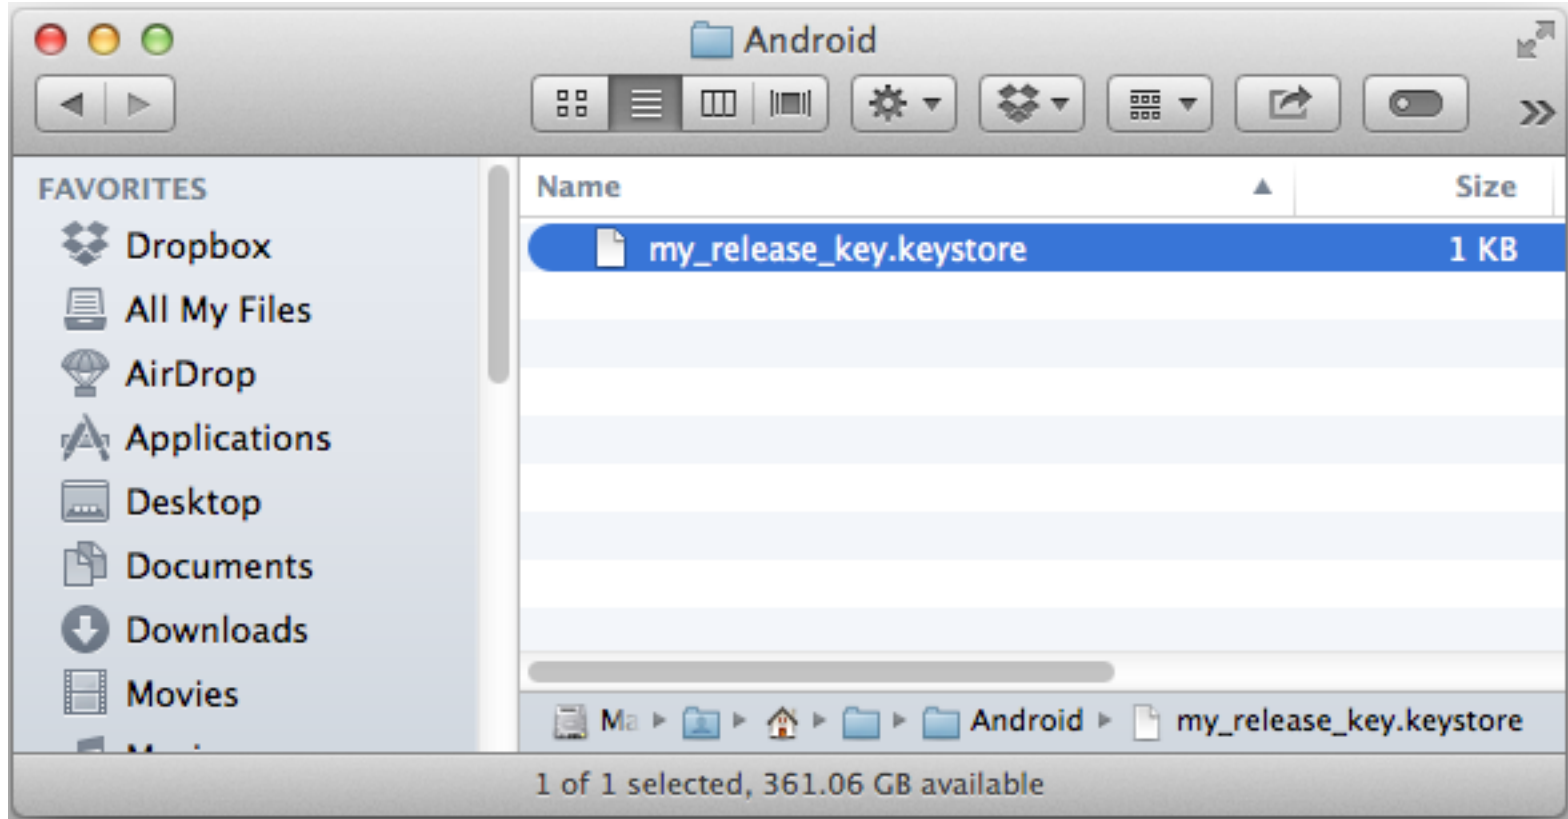 Android
FAVORITES
Dropbox
All My Files
AirDrop
Applications
Desktop
Documents
Downloads
Movies
Name Size
my_release_key.keystore 1 KB
Android my_release_key.keystore
1 of 1 selected, 361.06 GB available